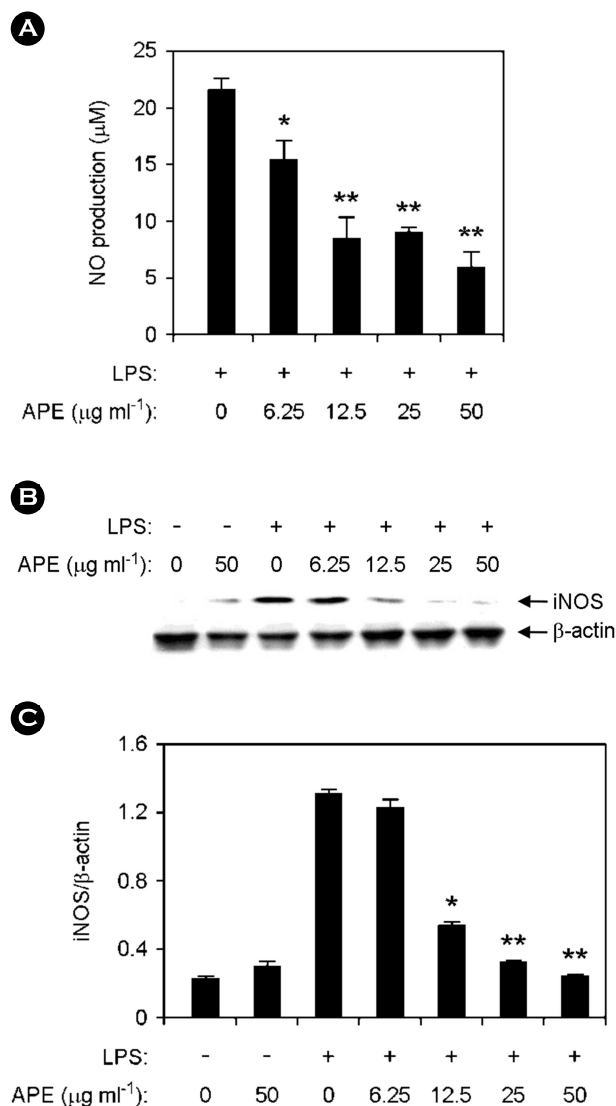 A
25
20
15
10
5
0
NO production (μM)
*
**
**
**
LPS: + + + + +
APE (μg ml⁻¹): 0 6.25 12.5 25 50
B
LPS: - - + + + + +
APE (μg ml⁻¹): 0 50 0 6.25 12.5 25 50
iNOS
β-actin
C
1.6
1.2
0.8
0.4
0
iNOS/β-actin
*
**
**
LPS: - - + + + + +
APE (μg ml⁻¹): 0 50 0 6.25 12.5 25 50